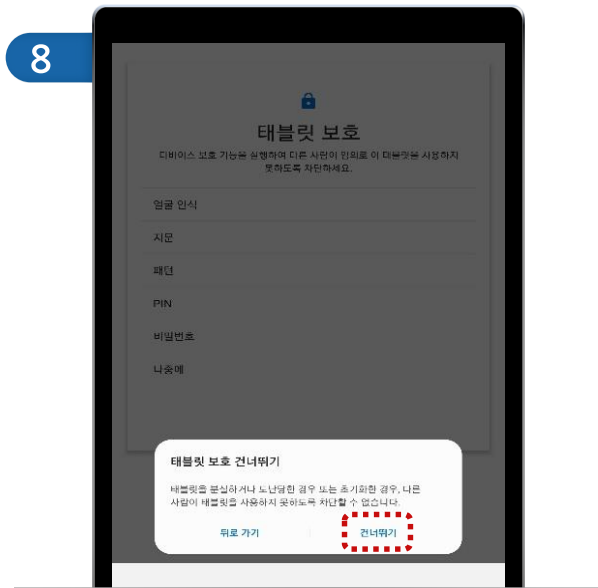 8
태블릿 보호
디바이스 보호 기능을 실행하여 다른 사람이 임의로 이 태블릿을 사용하지
못하도록 차단하세요.
얼굴 인식
지문
패턴
PIN
비밀번호
나중에
태블릿 보호 건너뛰기
태블릿을 분실하거나 도난당한 경우 또는 초기화한 경우, 다른
사람이 태블릿을 사용하지 못하도록 차단할 수 없습니다.
뒤로 가기
건너뛰기